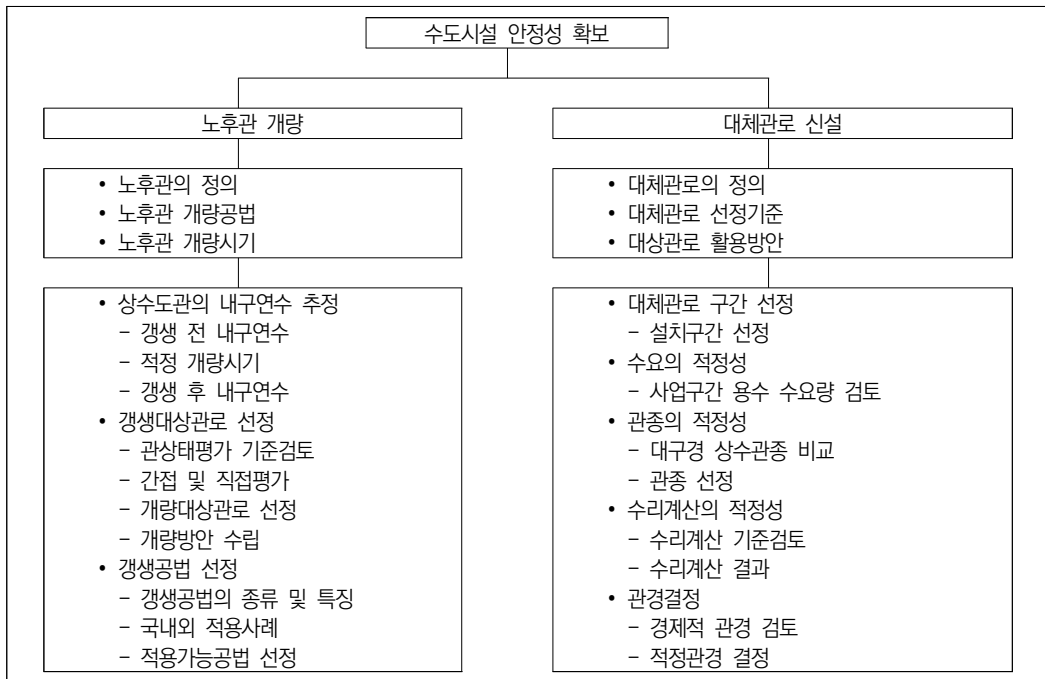 수도시설 안정성 확보
노후관 개량
• 노후관의 정의
• 노후관 개량공법
• 노후관 개량시기
• 상수도관의 내구연수 추정
– 갱생 전 내구연수
– 적정 개량시기
– 갱생 후 내구연수
• 갱생대상관로 선정
– 관상태평가 기준검토
– 간접 및 직접평가
– 개량대상관로 선정
– 개량방안 수립
• 갱생공법 선정
– 갱생공법의 종류 및 특징
– 국내외 적용사례
– 적용가능공법 선정
대체관로 신설
• 대체관로의 정의
• 대체관로 선정기준
• 대상관로 활용방안
• 대체관로 구간 선정
– 설치구간 선정
• 수요의 적정성
– 사업구간 용수 수요량 검토
• 관종의 적정성
– 대구경 상수관종 비교
– 관종 선정
• 수리계산의 적정성
– 수리계산 기준검토
– 수리계산 결과
• 관경결정
– 경제적 관경 검토
– 적정관경 결정